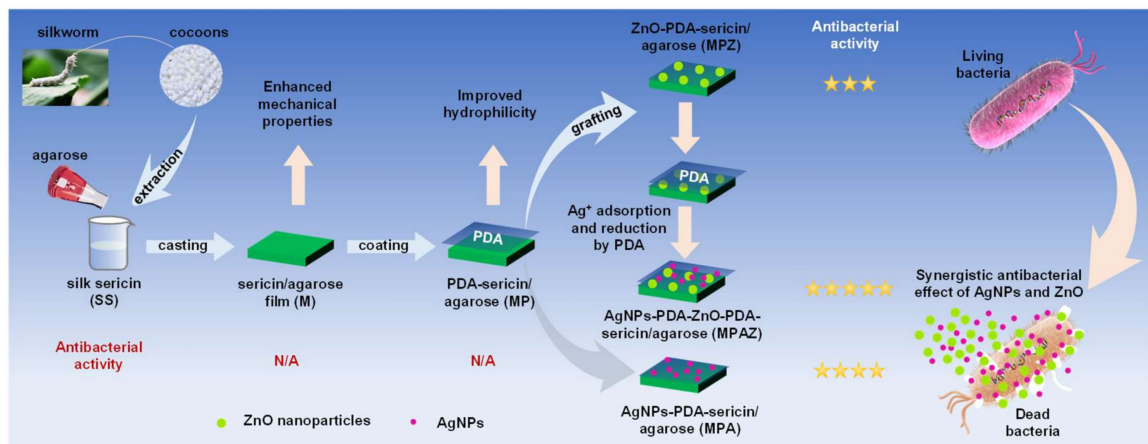 silkworm
cocoons
agarose
extraction
silk sericin
(SS)
casting
Enhanced
mechanical
properties
sericin/agarose
film (M)
coating
Improved
hydrophilicity
PDA
PDA-sericin/
agarose (MP)
grafting
ZnO-PDA-sericin/
agarose (MPZ)
PDA
Ag⁺ adsorption
and reduction
by PDA
AgNPs-PDA-ZnO-PDA-
sericin/agarose (MPAZ)
AgNPs-PDA-sericin/
agarose (MPA)
Antibacterial
activity
Living
bacteria
Synergistic antibacterial
effect of AgNPs and ZnO
Dead
bacteria
Antibacterial
activity
N/A
N/A
ZnO nanoparticles
AgNPs